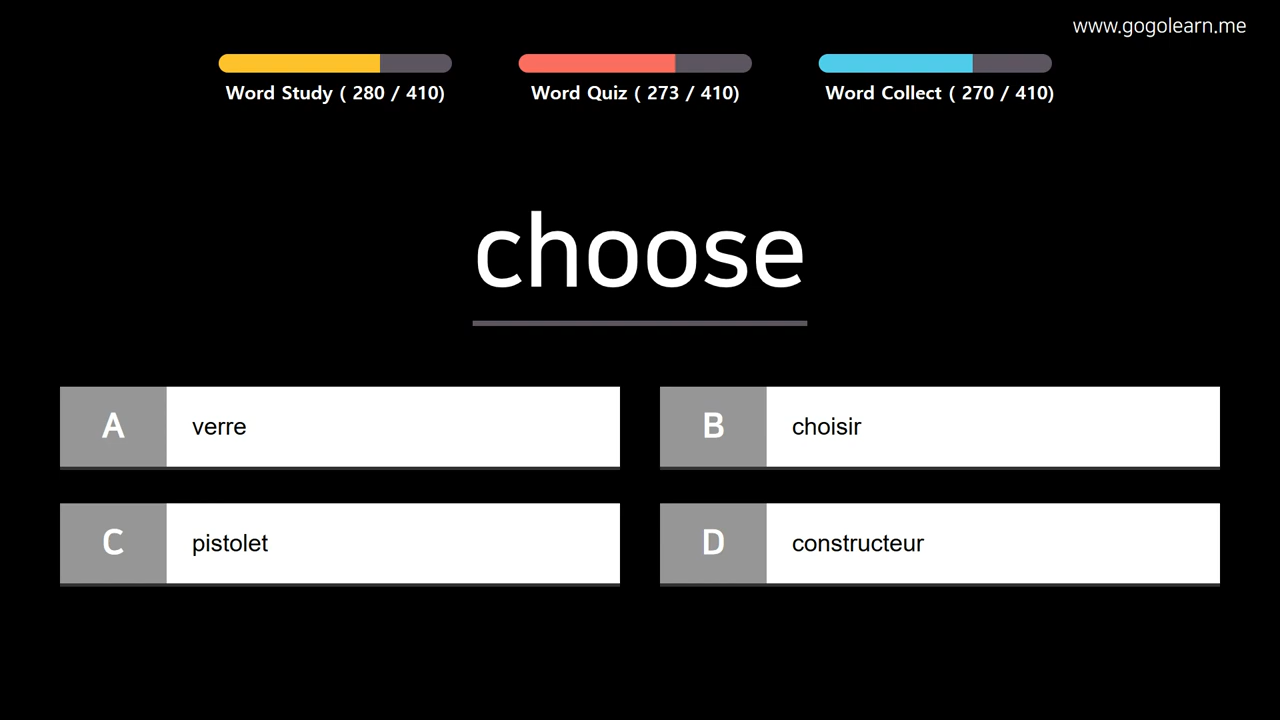 www.gogolearn.me
Word Study ( 280 / 410)
Word Quiz ( 273 / 410)
Word Collect ( 270 / 410)
choose
A verre
B choisir
C pistolet
D constructeur